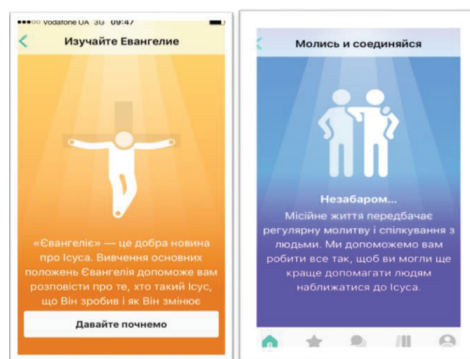 vodafone UA 3G 09:47
Изучайте Евангелие
«Євангеліє» — це добра новина
про Ісуса. Вивчення основних
положень Євангелія допоможе вам
розповісти про те, хто такий Ісус,
що Він зробив і як Він змінює
Давайте почнемо
Молись и соединяйся
Незабаром...
Місійне життя передбачає
регулярну молитву і спілкування з
людьми. Ми допоможемо вам
робити все так, щоб ви могли ще
краще допомагати людям
наближатися до Ісуса.